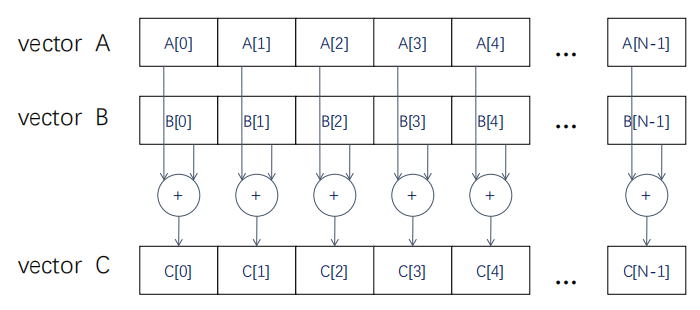 vector A A[0] A[1] A[2] A[3] A[4] ... A[N-1]
vector B B[0] B[1] B[2] B[3] B[4] ... B[N-1]
+ + + + + +
vector C C[0] C[1] C[2] C[3] C[4] ... C[N-1]